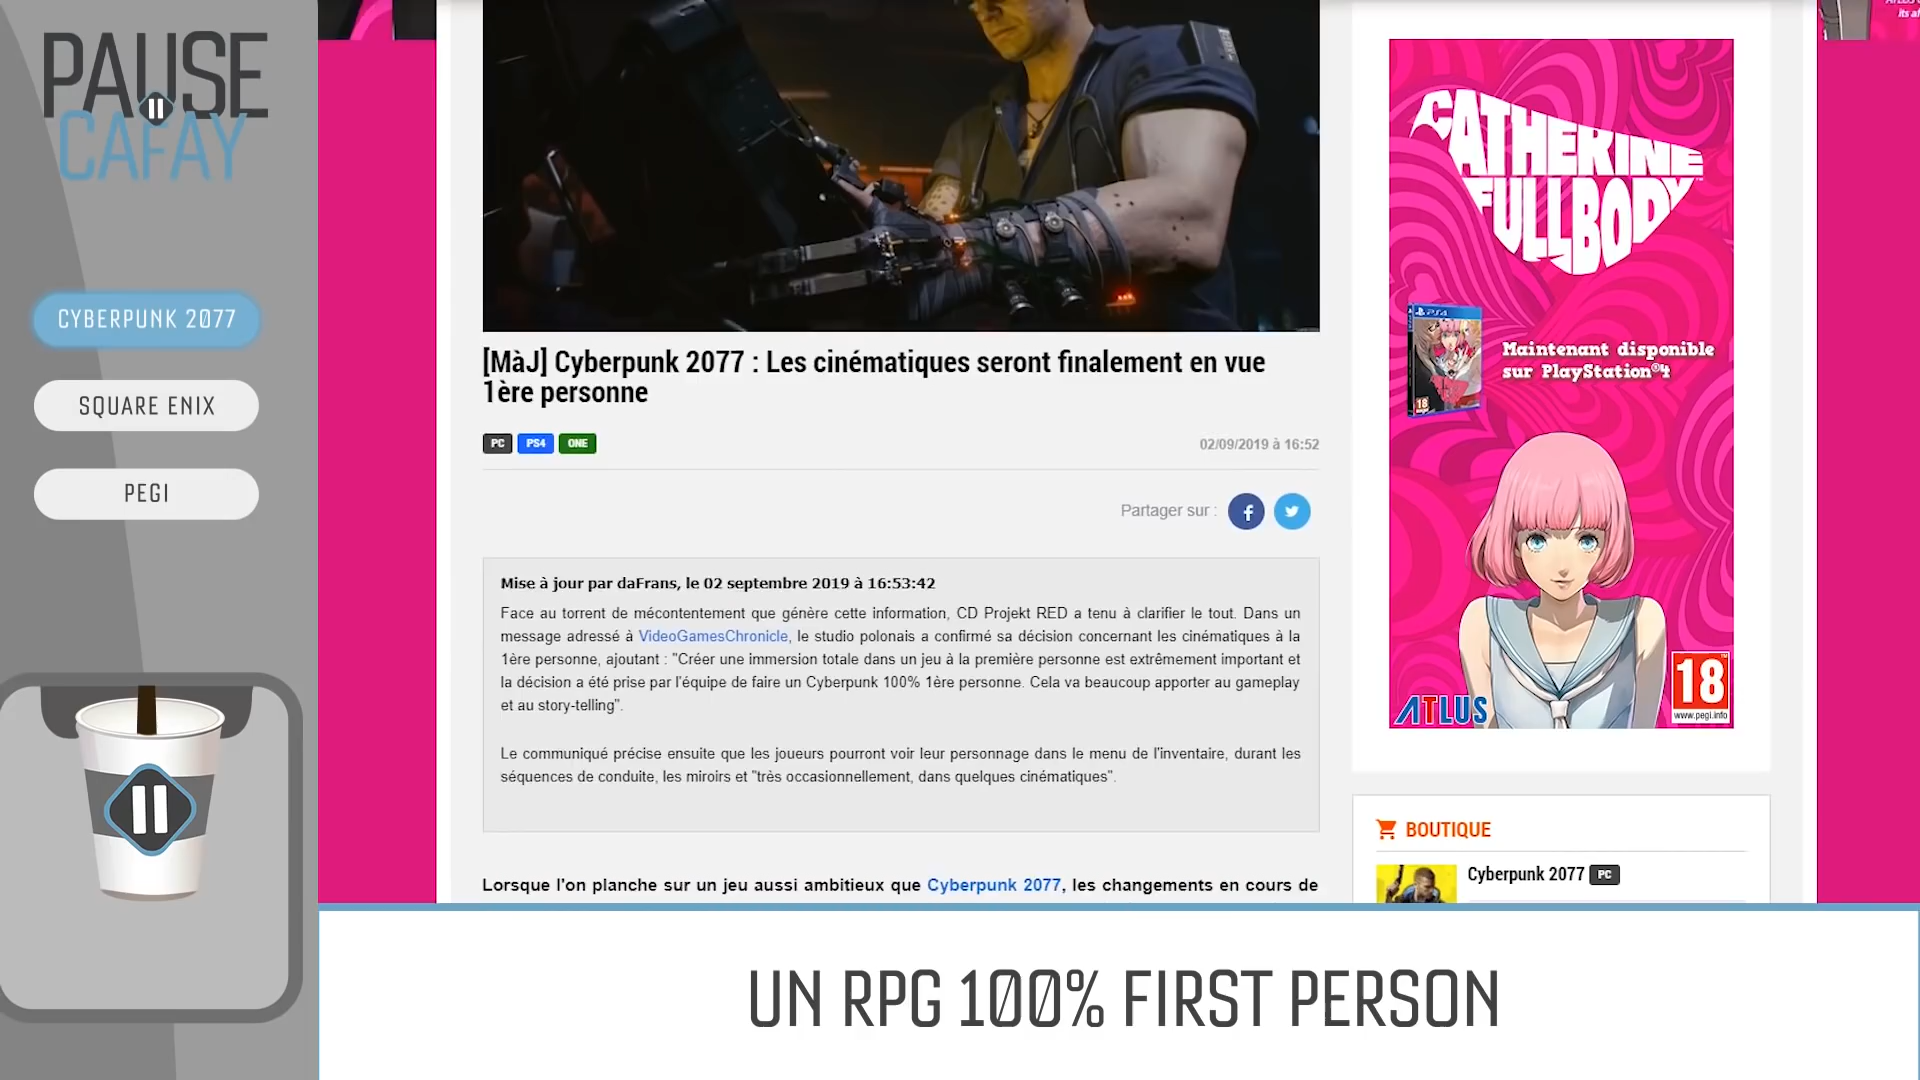 PAUSE
CAFAY
CYBERPUNK 2077
SQUARE ENIX
PEGI
[MàJ] Cyberpunk 2077 : Les cinématiques seront finalement en vue
1ère personne
PC PS4 ONE
02/09/2019 à 16:52
Partager sur :
Mise à jour par daFrans, le 02 septembre 2019 à 16:53:42
Face au torrent de mécontentement que génère cette information, CD Projekt RED a tenu à clarifier le tout. Dans un
message adressé à VideoGamesChronicle, le studio polonais a confirmé sa décision concernant les cinématiques à la
1ère personne, ajoutant : "Créer une immersion totale dans un jeu à la première personne est extrêmement important et
la décision a été prise par l'équipe de faire un Cyberpunk 100% 1ère personne. Cela va beaucoup apporter au gameplay
et au story-telling".
Le communiqué précise ensuite que les joueurs pourront voir leur personnage dans le menu de l'inventaire, durant les
séquences de conduite, les miroirs et "très occasionnellement, dans quelques cinématiques".
Lorsque l'on planche sur un jeu aussi ambitieux que Cyberpunk 2077, les changements en cours de
CATHERINE
FULL BODY
PS4
18
Maintenant disponible
sur PlayStation®4
ATLUS
18
www.pegi.info
BOUTIQUE
Cyberpunk 2077 PC
UN RPG 100% FIRST PERSON